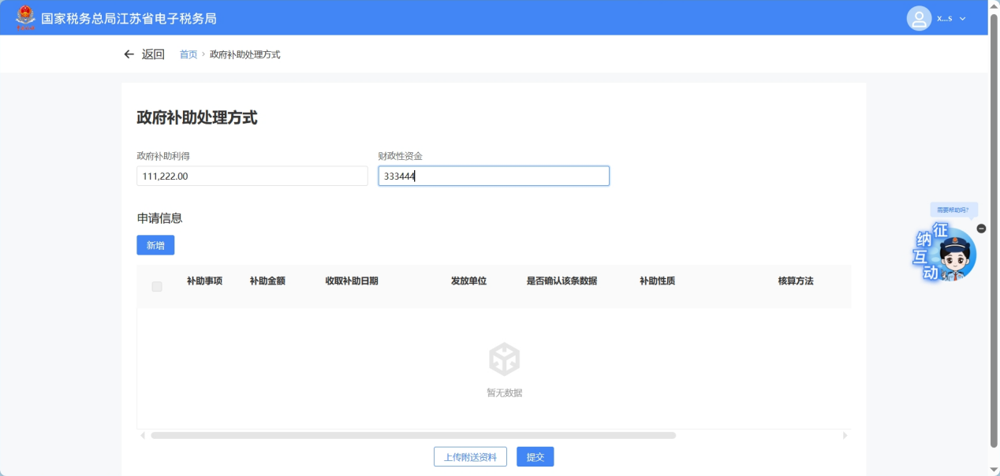 国家税务总局江苏省电子税务局
x...s
返回 首页 > 政府补助处理方式
政府补助处理方式
政府补助利得 财政性资金
111,222.00 333444
需要帮助吗?
征纳互动
申请信息
新增
补助事项 补助金额 收取补助日期 发放单位 是否确认该条数据 补助性质 核算方法
暂无数据
上传附送资料 提交